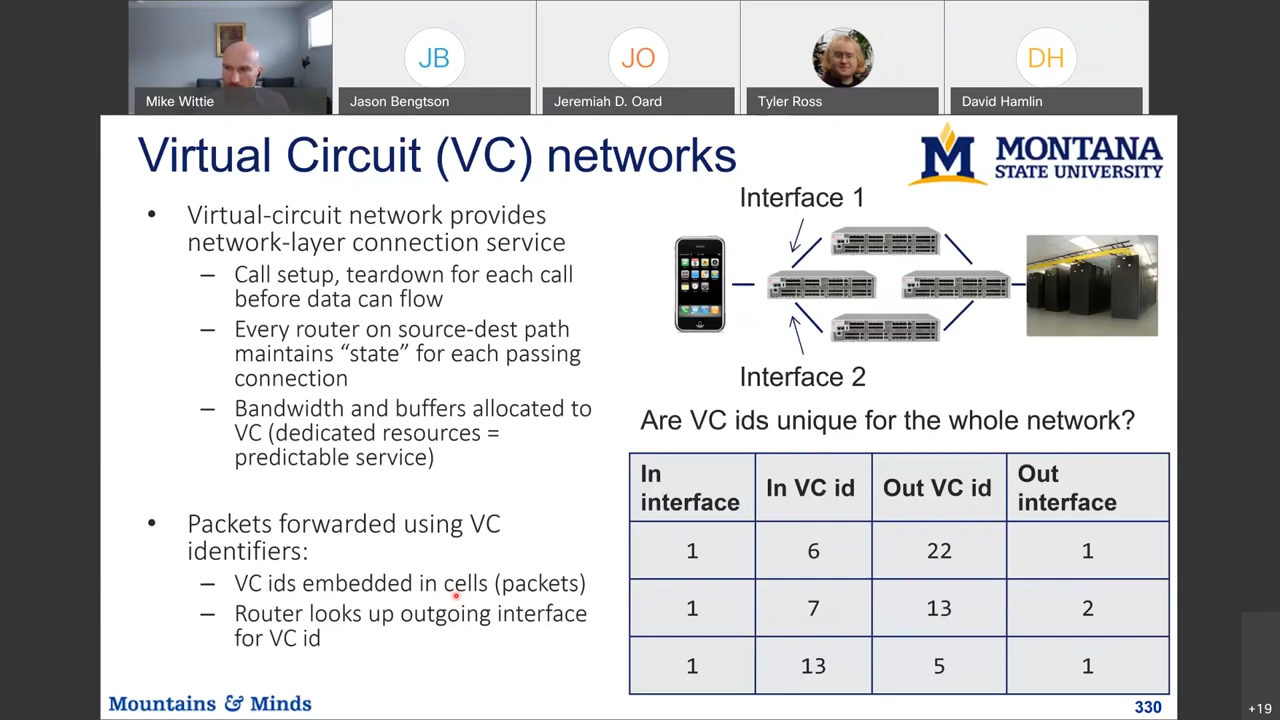 JB
JO
DH
Mike Wittie
Jason Bengtson
Jeremiah D. Oard
Tyler Ross
David Hamlin
Virtual Circuit (VC) networks
M
MONTANA
STATE UNIVERSITY
• Virtual-circuit network provides
network-layer connection service
– Call setup, teardown for each call
before data can flow
– Every router on source-dest path
maintains “state” for each passing
connection
– Bandwidth and buffers allocated to
VC (dedicated resources =
predictable service)
• Packets forwarded using VC
identifiers:
– VC ids embedded in cells (packets)
– Router looks up outgoing interface
for VC id
Interface 1
Interface 2
Are VC ids unique for the whole network?
In interface In VC id Out VC id Out interface
1 6 22 1
1 7 13 2
1 13 5 1
Mountains & Minds
330
+19